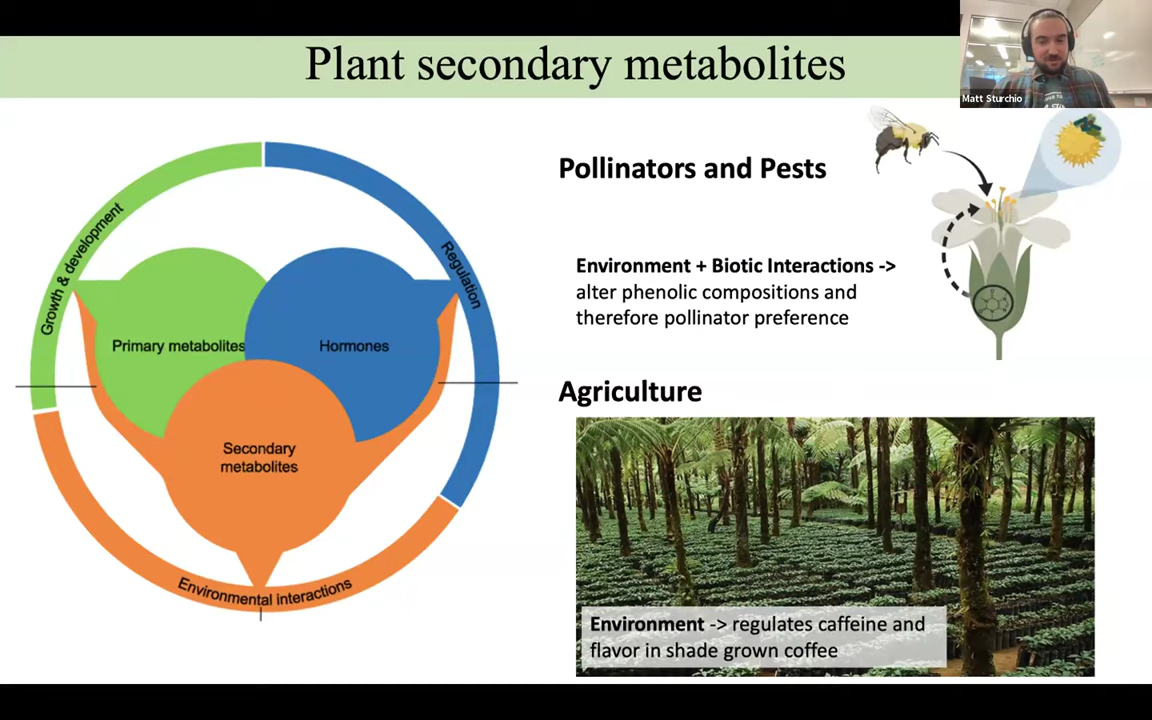 Plant secondary metabolites
Matt Sturchio
Growth & development
Regulation
Primary metabolites
Hormones
Secondary
metabolites
Environmental interactions
Pollinators and Pests
Environment + Biotic Interactions ->
alter phenolic compositions and
therefore pollinator preference
Agriculture
Environment -> regulates caffeine and
flavor in shade grown coffee